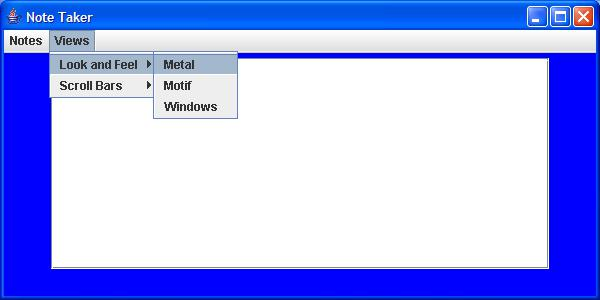 Note Taker
Notes Views
Look and Feel Metal
Scroll Bars Motif
Windows